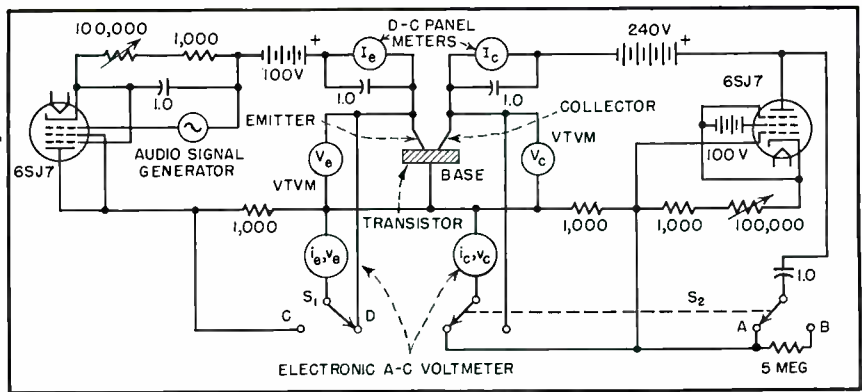 D-C PANEL
METERS
100,000
1,000
+
100V
Ie
Ic
240V
+
6SJ7
1.0
1.0
1.0
EMITTER
COLLECTOR
AUDIO SIGNAL
GENERATOR
6SJ7
Ve
VTVM
VTVM
Vc
BASE
100V
TRANSISTOR
1,000
1,000
1,000
100,000
ie,ve
ic,vc
1.0
S1
S2
C
D
A
B
ELECTRONIC A-C VOLTMETER
5 MEG